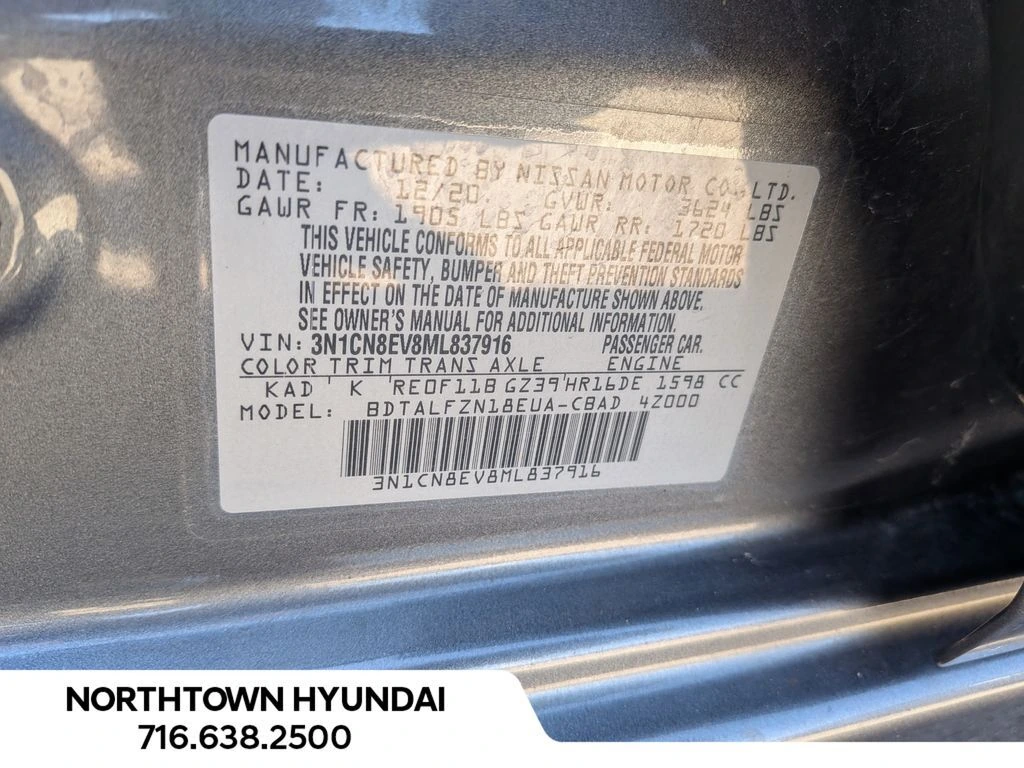 MANUFACTURED BY NISSAN MOTOR CO., LTD.
DATE: 12/20 GVWR: 3624 LBS
GAWR FR: 1905 LBS GAWR RR: 1720 LBS
THIS VEHICLE CONFORMS TO ALL APPLICABLE FEDERAL MOTOR
VEHICLE SAFETY, BUMPER AND THEFT PREVENTION STANDARDS
IN EFFECT ON THE DATE OF MANUFACTURE SHOWN ABOVE.
SEE OWNER'S MANUAL FOR ADDITIONAL INFORMATION.
VIN: 3N1CN8EV8ML837916 PASSENGER CAR.
COLOR TRIM TRANS AXLE ENGINE
KAD' K 'RE0F11B GZ39'HR16DE 1598 CC
MODEL: BDTALFZN18EUA-CBAD 4Z000
3N1CN8EV8ML837916
NORTHTOWN HYUNDAI
716.638.2500